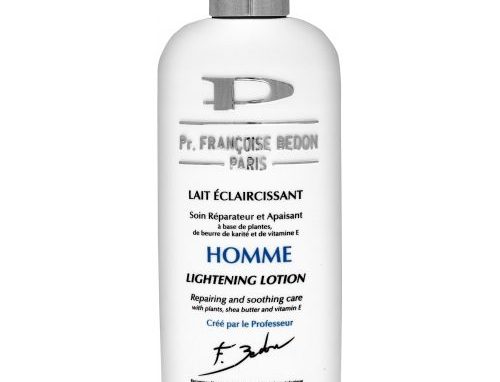 Pr. FRANÇOISE BEDON
PARIS
LAIT ÉCLAIRCISSANT
Soin Réparateur et Apaisant
à base de plantes,
de beurre de karité et de vitamine E
HOMME
LIGHTENING LOTION
Repairing and soothing care
with plants, shea butter and vitamin E
Créé par le Professeur
F. Bedon